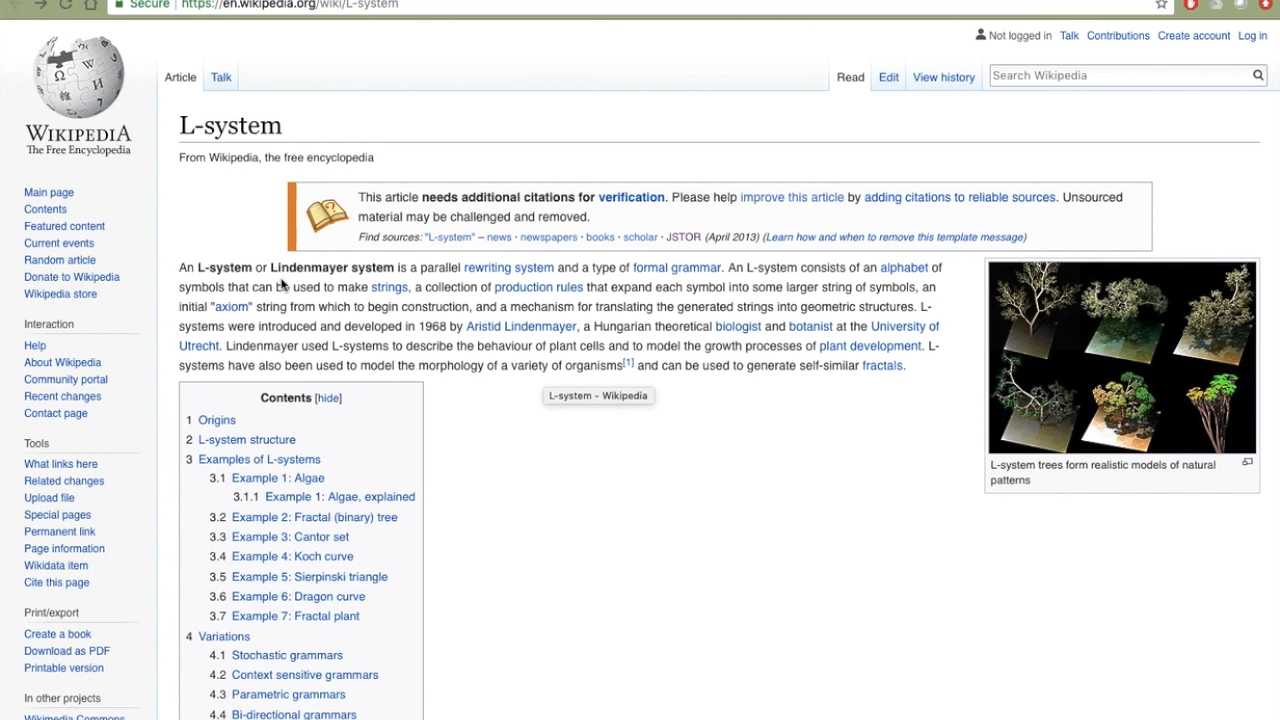 Secure https://en.wikipedia.org/wiki/L-system
Not logged in Talk Contributions Create account Log in
Article Talk Read Edit View history Search Wikipedia
WIKIPEDIA
The Free Encyclopedia
Main page
Contents
Featured content
Current events
Random article
Donate to Wikipedia
Wikipedia store
Interaction
Help
About Wikipedia
Community portal
Recent changes
Contact page
Tools
What links here
Related changes
Upload file
Special pages
Permanent link
Page information
Wikidata item
Cite this page
Print/export
Create a book
Download as PDF
Printable version
In other projects
Wikimedia Commons
L-system
From Wikipedia, the free encyclopedia
This article needs additional citations for verification. Please help improve this article by adding citations to reliable sources. Unsourced
material may be challenged and removed.
Find sources: "L-system" – news · newspapers · books · scholar · JSTOR (April 2013) (Learn how and when to remove this template message)
An L-system or Lindenmayer system is a parallel rewriting system and a type of formal grammar. An L-system consists of an alphabet of
symbols that can be used to make strings, a collection of production rules that expand each symbol into some larger string of symbols, an
initial "axiom" string from which to begin construction, and a mechanism for translating the generated strings into geometric structures. L-
systems were introduced and developed in 1968 by Aristid Lindenmayer, a Hungarian theoretical biologist and botanist at the University of
Utrecht. Lindenmayer used L-systems to describe the behaviour of plant cells and to model the growth processes of plant development. L-
systems have also been used to model the morphology of a variety of organisms[1] and can be used to generate self-similar fractals.
L-system - Wikipedia
L-system trees form realistic models of natural
patterns
Contents [hide]
1 Origins
2 L-system structure
3 Examples of L-systems
3.1 Example 1: Algae
3.1.1 Example 1: Algae, explained
3.2 Example 2: Fractal (binary) tree
3.3 Example 3: Cantor set
3.4 Example 4: Koch curve
3.5 Example 5: Sierpinski triangle
3.6 Example 6: Dragon curve
3.7 Example 7: Fractal plant
4 Variations
4.1 Stochastic grammars
4.2 Context sensitive grammars
4.3 Parametric grammars
4.4 Bi-directional grammars